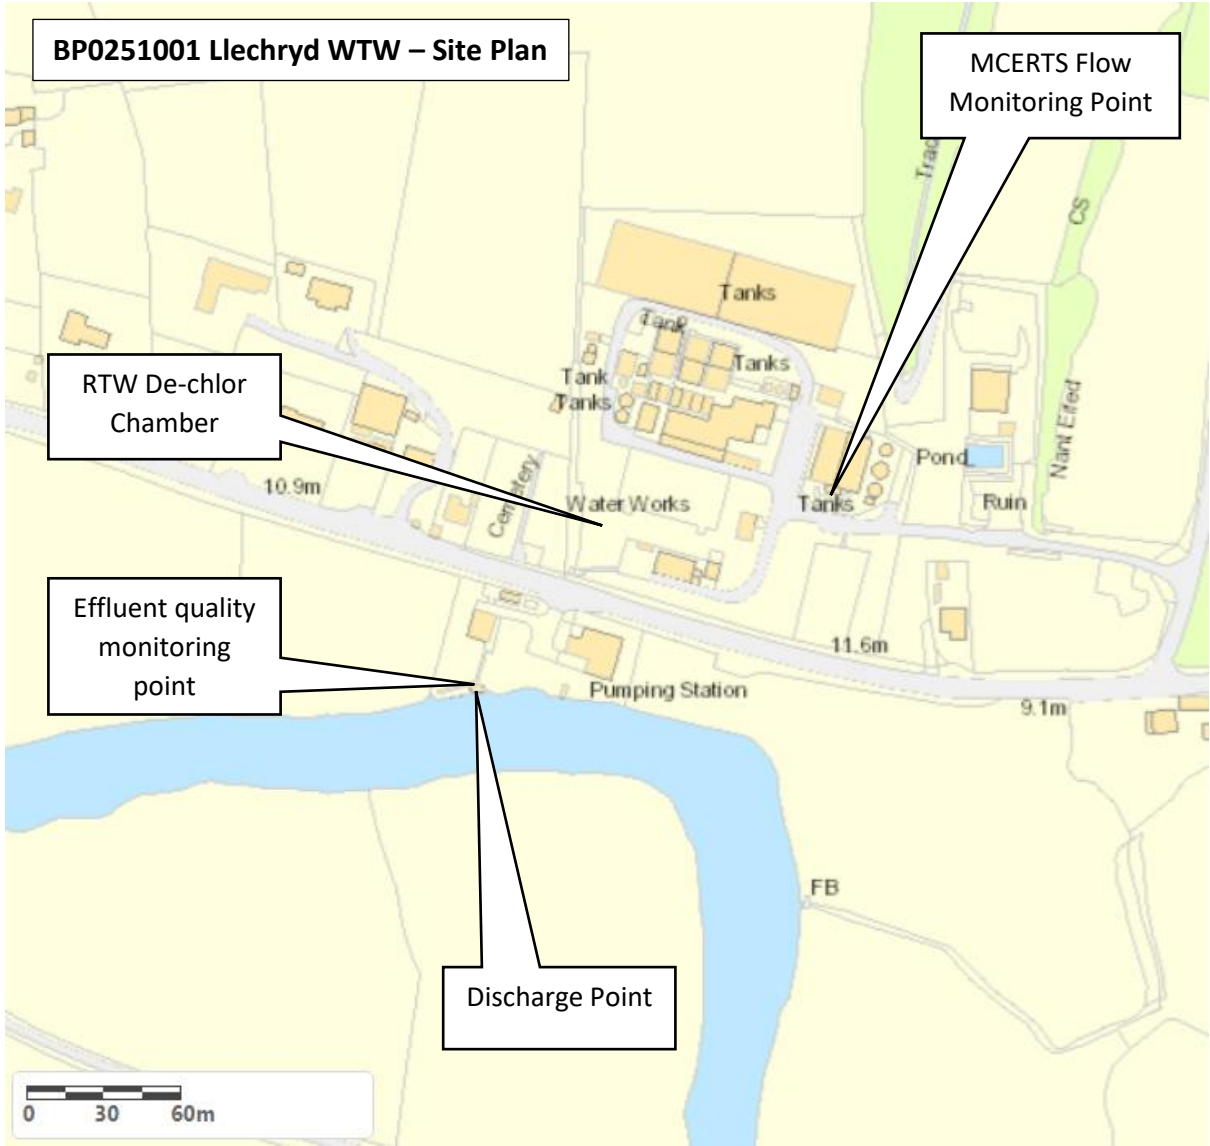 BP0251001 Llechryd WTW – Site Plan
MCERTS Flow
Monitoring Point
Trac
CS
Tanks
Tank
Tanks
Tank
Tanks
RTW De-chlor
Chamber
Nant Eifed
Pond
10.9m
Cemetery
Water Works
Tanks
Ruin
Effluent quality
monitoring
point
11.6m
Pumping Station
9.1m
FB
Discharge Point
0 30 60m